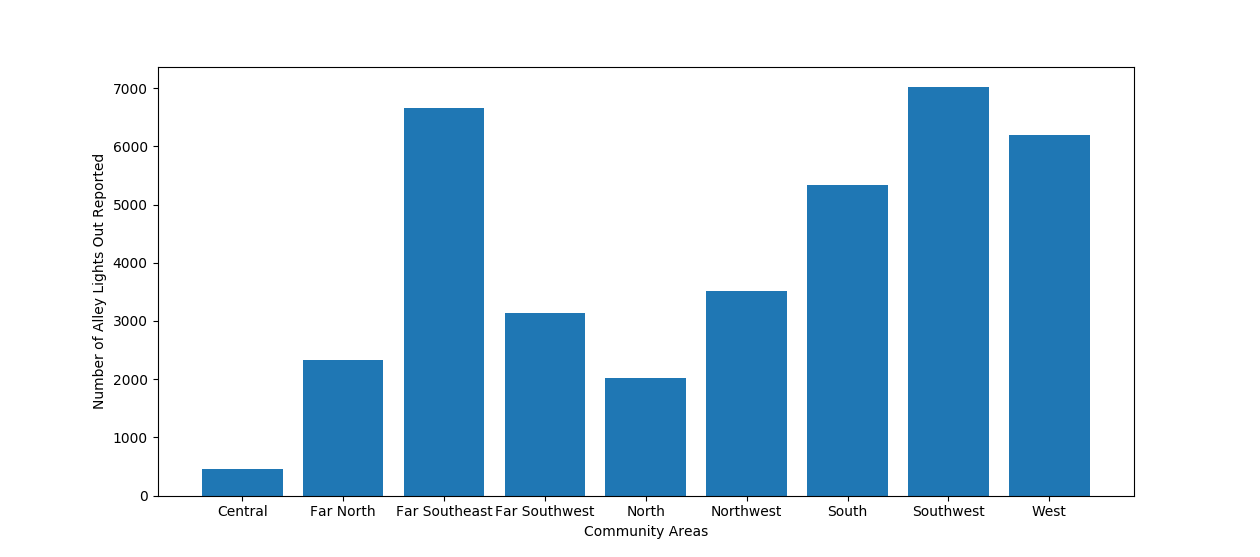 7000
6000
5000
4000
3000
2000
1000
0
Number of Alley Lights Out Reported
Central Far North Far Southeast Far Southwest North Northwest South Southwest West
Community Areas